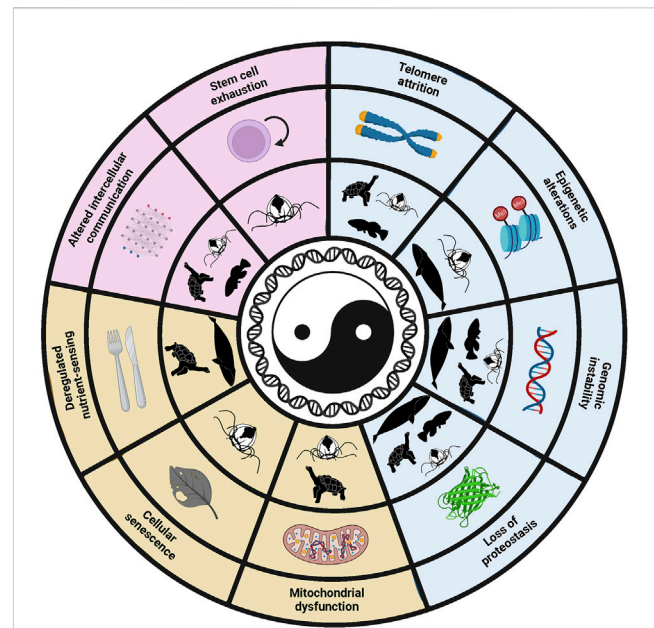 Stem cell
exhaustion
Telomere
attrition
Epigenetic
alterations
Genomic
instability
Loss of
proteostasis
Mitochondrial
dysfunction
Cellular
senescence
Deregulated
nutrient-sensing
Altered intercellular
communication